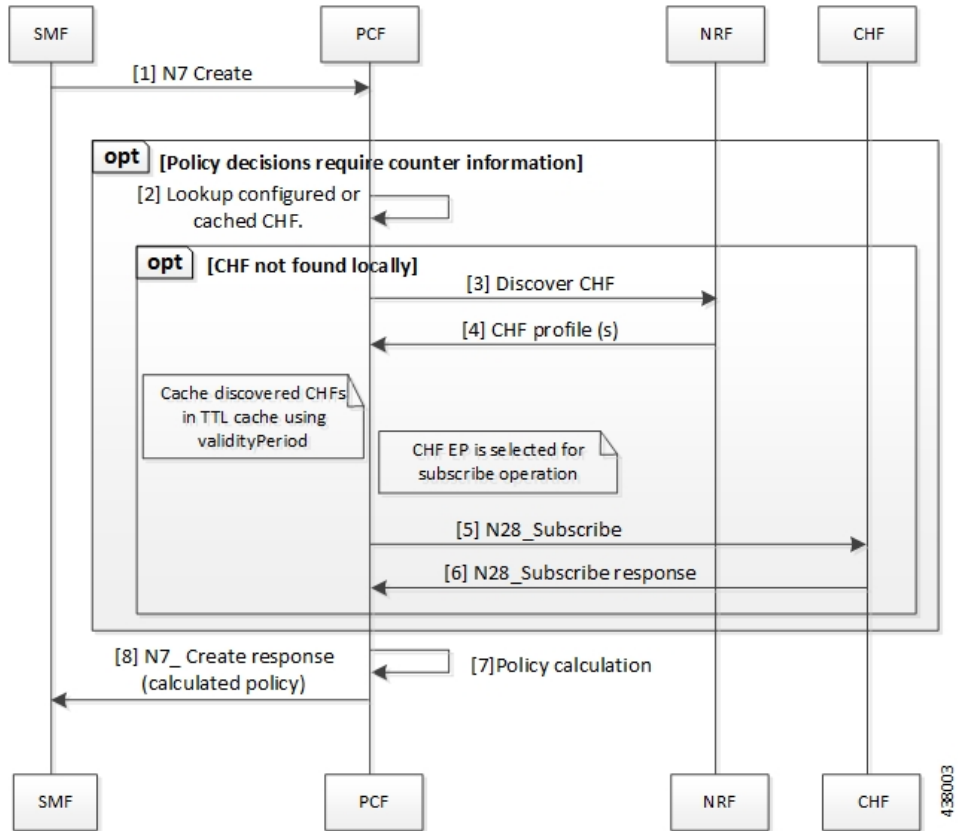 SMF
PCF
NRF
CHF
[1] N7 Create
opt [Policy decisions require counter information]
[2] Lookup configured or
cached CHF.
opt [CHF not found locally]
[3] Discover CHF
[4] CHF profile (s)
Cache discovered CHFs
in TTL cache using
validityPeriod
CHF EP is selected for
subscribe operation
[5] N28_Subscribe
[6] N28_Subscribe response
[8] N7_ Create response
(calculated policy)
[7]Policy calculation
SMF
PCF
NRF
CHF
438003